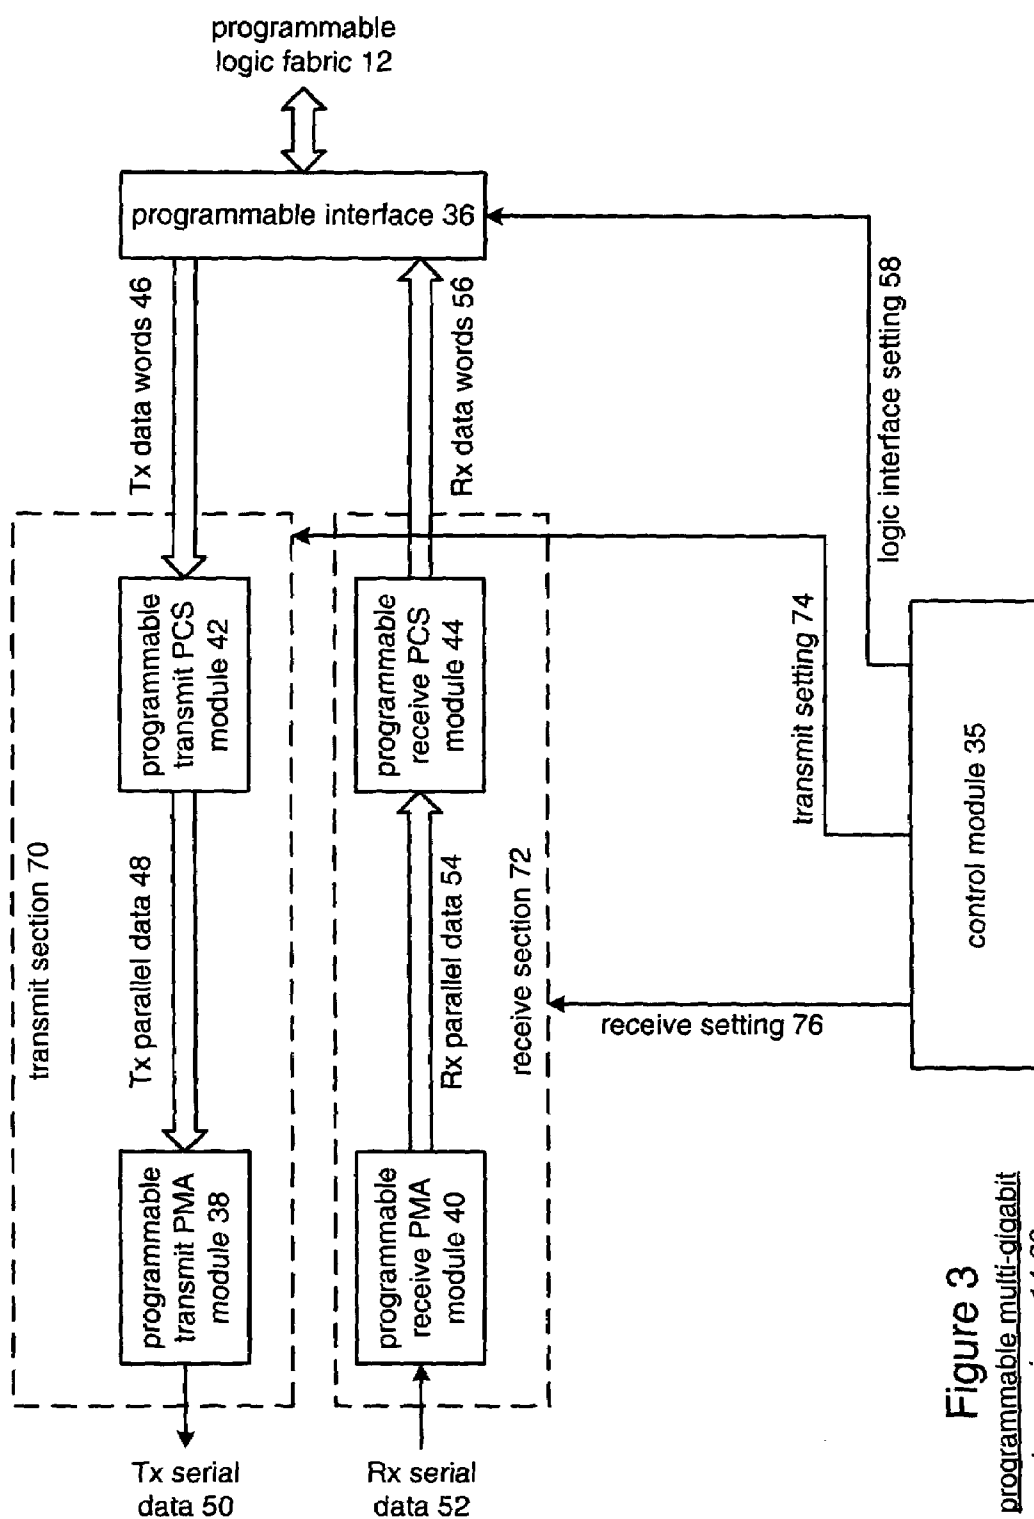 programmable
logic fabric 12
programmable interface 36
Tx data words 46
Rx data words 56
logic interface setting 58
programmable
transmit PCS
module 42
programmable
receive PCS
module 44
transmit setting 74
transmit section 70
Tx parallel data 48
Rx parallel data 54
receive section 72
receive setting 76
control module 35
programmable
transmit PMA
module 38
programmable
receive PMA
module 40
Tx serial
data 50
Rx serial
data 52
Figure 3
programmable multi-gigabit